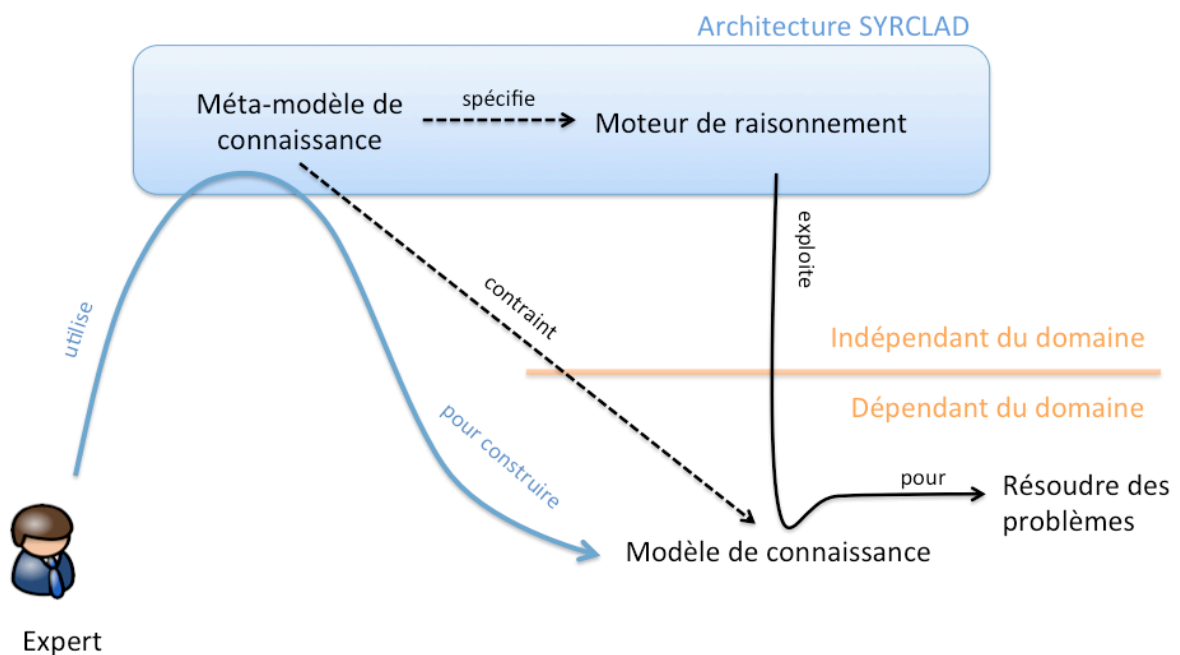 Architecture SYRCLAD
Méta-modèle de
connaissance
spécifie
Moteur de raisonnement
exploite
contraint
utilise
Indépendant du domaine
Dépendant du domaine
pour construire
pour
Résoudre des
problèmes
Modèle de connaissance
Expert